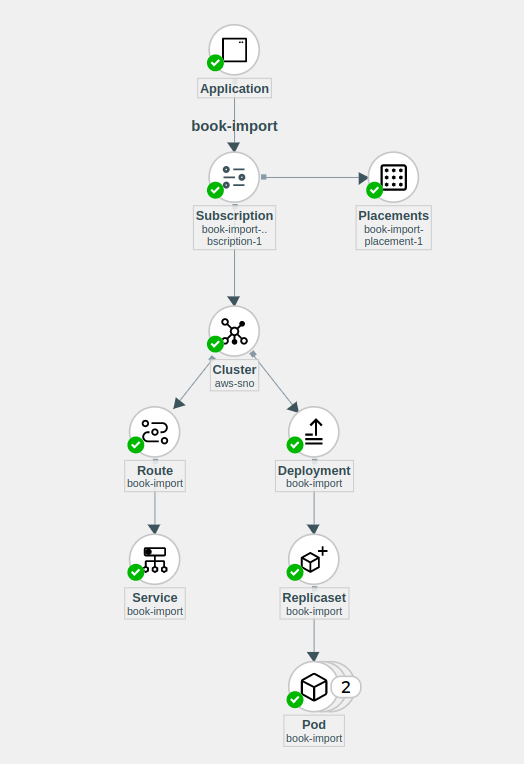 Application
book-import
Subscription
book-import-..
bscription-1
Placements
book-import-
placement-1
Cluster
aws-sno
Route
book-import
Deployment
book-import
Service
book-import
Replicaset
book-import
2
Pod
book-import